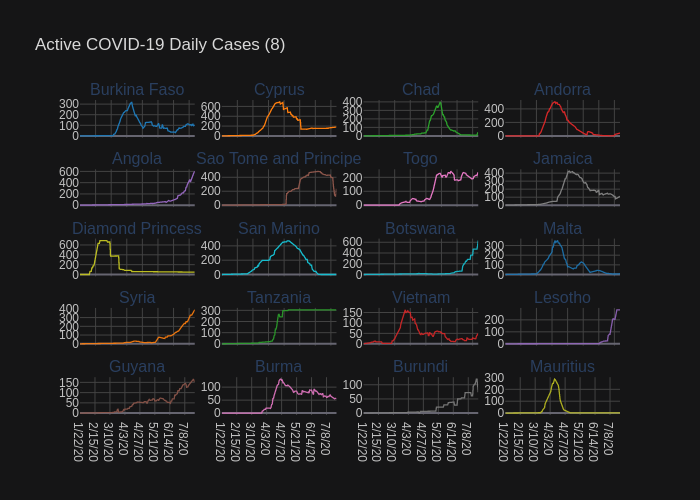 Active COVID-19 Daily Cases (8)
Burkina Faso Cyprus Chad Andorra
300 200 100 0 600 400 200 0 400 300 200 100 0 400 200 0
Angola Sao Tome and Principe Togo Jamaica
600 400 200 0 400 200 0 200 100 0 400 300 200 100 0
Diamond Princess San Marino Botswana Malta
600 400 200 0 400 200 0 600 400 200 0 300 200 100 0
Syria Tanzania Vietnam Lesotho
400 300 200 100 0 300 200 100 0 150 100 50 0 200 100 0
Guyana Burma Burundi Mauritius
150 100 50 0 100 50 0 100 50 0 300 200 100 0
1/22/20 2/15/20 3/10/20 4/3/20 4/27/20 5/21/20 6/14/20 7/8/20 1/22/20 2/15/20 3/10/20 4/3/20 4/27/20 5/21/20 6/14/20 7/8/20 1/22/20 2/15/20 3/10/20 4/3/20 4/27/20 5/21/20 6/14/20 7/8/20 1/22/20 2/15/20 3/10/20 4/3/20 4/27/20 5/21/20 6/14/20 7/8/20